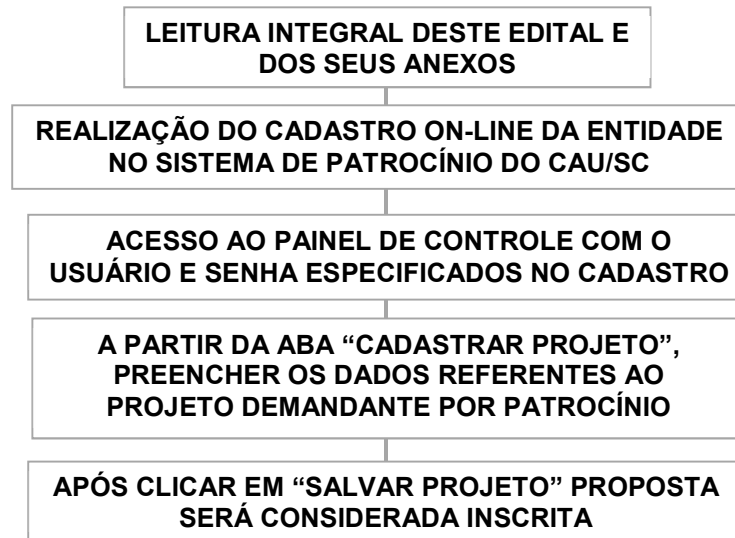 LEITURA INTEGRAL DESTE EDITAL E
DOS SEUS ANEXOS
REALIZAÇÃO DO CADASTRO ON-LINE DA ENTIDADE
NO SISTEMA DE PATROCÍNIO DO CAU/SC
ACESSO AO PAINEL DE CONTROLE COM O
USUÁRIO E SENHA ESPECIFICADOS NO CADASTRO
A PARTIR DA ABA “CADASTRAR PROJETO”,
PREENCHER OS DADOS REFERENTES AO
PROJETO DEMANDANTE POR PATROCÍNIO
APÓS CLICAR EM “SALVAR PROJETO” PROPOSTA
SERÁ CONSIDERADA INSCRITA